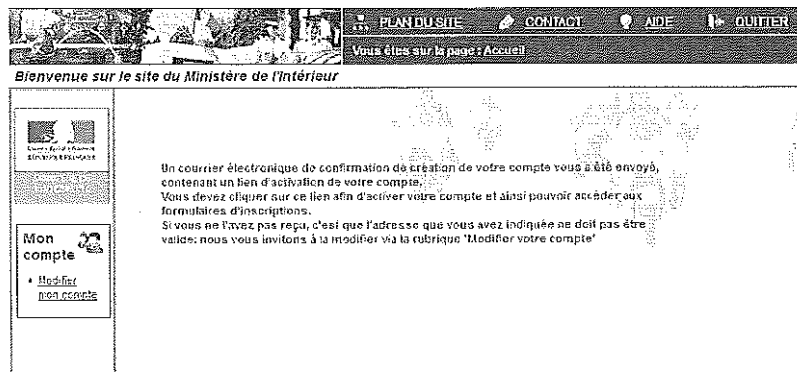 PLAN DU SITE CONTACT AIDE QUITTER
Vous êtes sur la page : Accueil
Bienvenue sur le site du Ministère de l'Intérieur
RÉPUBLIQUE FRANÇAISE
Un courrier électronique de confirmation de création de votre compte vous a été envoyé,
contenant un lien d'activation de votre compte.
Vous devez cliquer sur ce lien afin d'activer votre compte et ainsi pouvoir accéder aux
formulaires d'inscriptions.
Si vous ne l'avez pas reçu, c'est que l'adresse que vous avez indiquée ne doit pas être
valide: nous vous invitons à la modifier via la rubrique 'Modifier votre compte'
Mon
compte
Modifier
mon compte